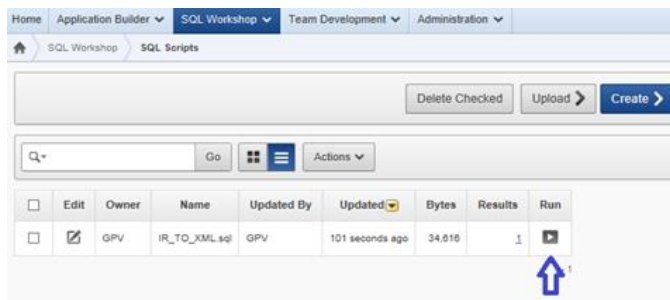 Home Application Builder SQL Workshop Team Development Administration
SQL Workshop SQL Scripts
Delete Checked Upload Create
Go Actions
Edit Owner Name Updated By Updated Bytes Results Run
GPV IR_TO_XML.sql GPV 101 seconds ago 34,616 1
1